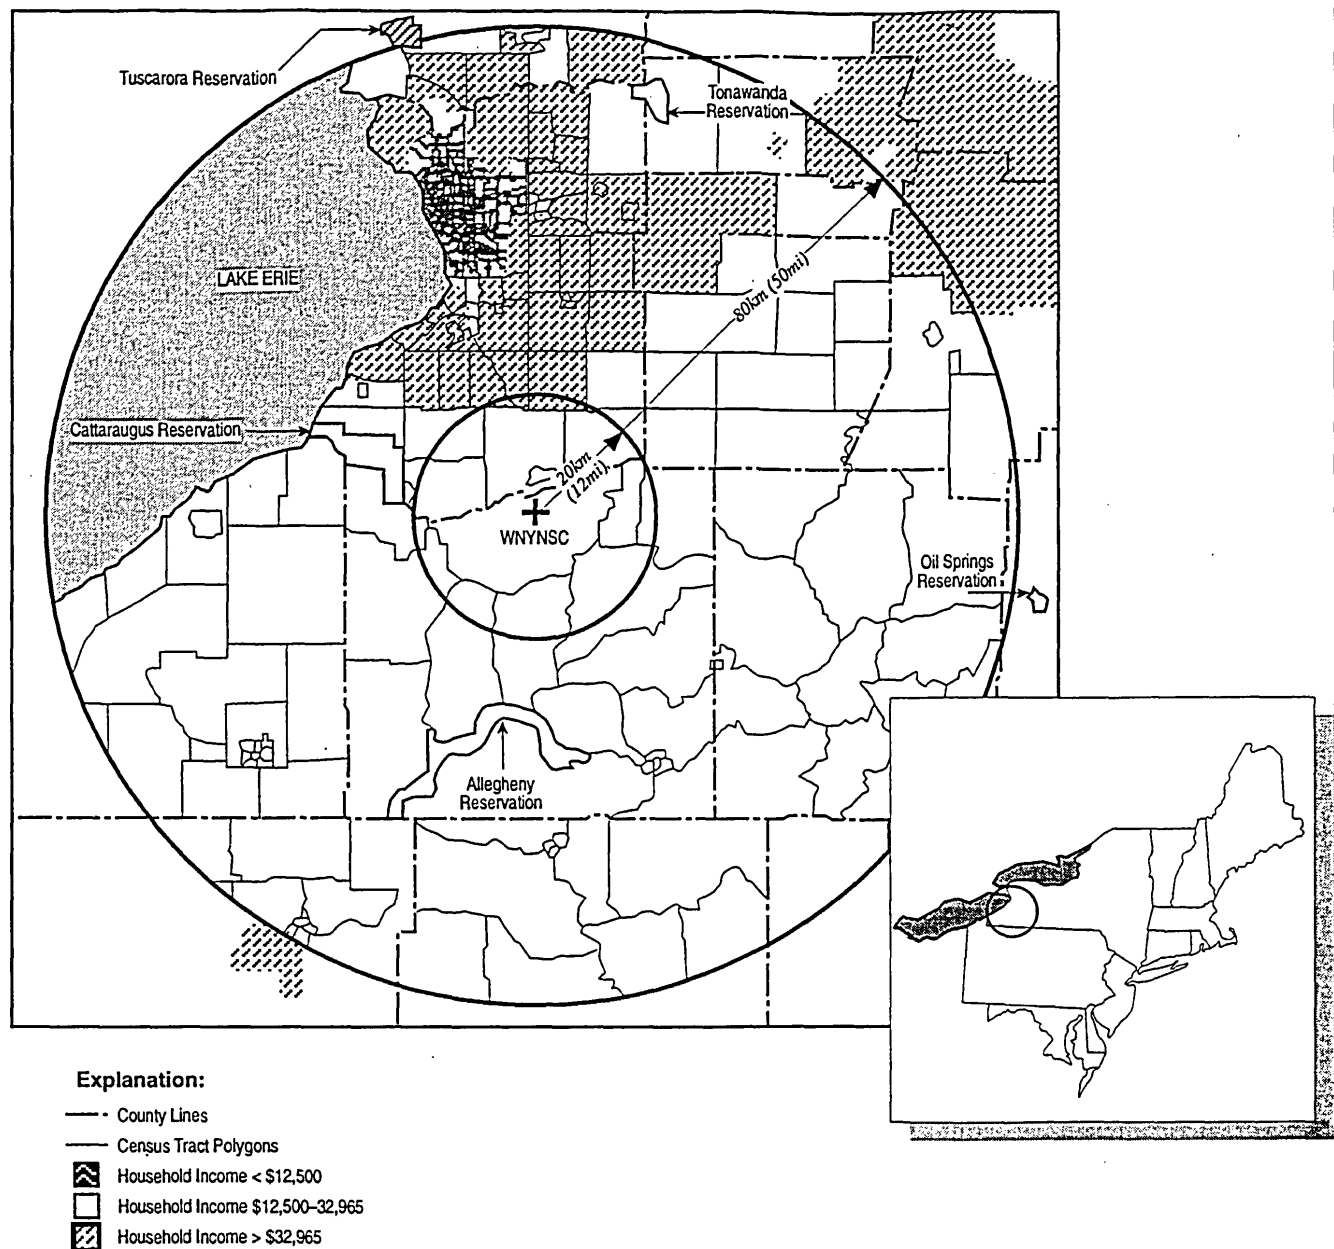 Tuscarora Reservation
Tonawanda
Reservation
LAKE ERIE
80km (50mi)
Cattaraugus Reservation
20km
(12mi)
WNYNSC
Oil Springs
Reservation
Allegheny
Reservation
Explanation:
County Lines
Census Tract Polygons
Household Income < $12,500
Household Income $12,500–32,965
Household Income > $32,965